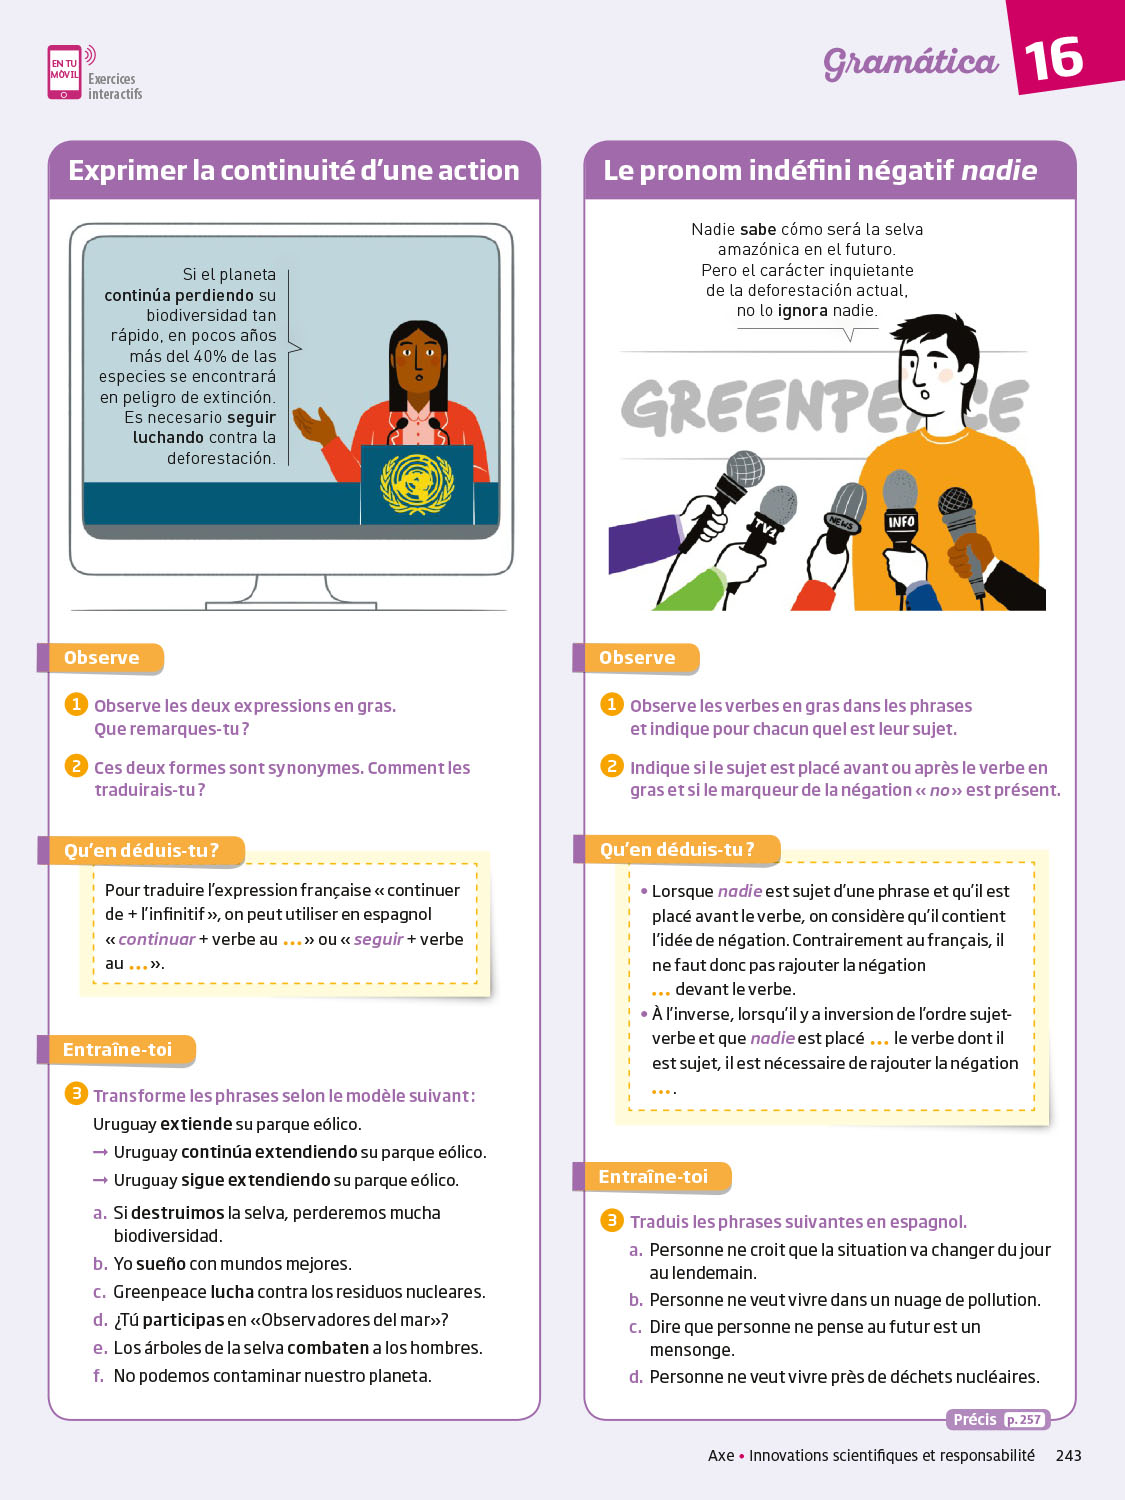 EN TU
MÓVIL
Exercices
interactifs
Gramática
16
Exprimer la continuité d'une action
Si el planeta
continúa perdiendo su
biodiversidad tan
rápido, en pocos años
más del 40% de las
especies se encontrará
en peligro de extinción.
Es necesario seguir
luchando contra la
deforestación.
Observe
1 Observe les deux expressions en gras.
Que remarques-tu ?
2 Ces deux formes sont synonymes. Comment les
traduirais-tu ?
Qu'en déduis-tu ?
Pour traduire l'expression française « continuer
de + l'infinitif », on peut utiliser en espagnol
« continuar + verbe au ... » ou « seguir + verbe
au ... ».
Entraîne-toi
3 Transforme les phrases selon le modèle suivant :
Uruguay extiende su parque eólico.
→ Uruguay continúa extendiendo su parque eólico.
→ Uruguay sigue extendiendo su parque eólico.
a. Si destruimos la selva, perderemos mucha
biodiversidad.
b. Yo sueño con mundos mejores.
c. Greenpeace lucha contra los residuos nucleares.
d. ¿Tú participas en «Observadores del mar»?
e. Los árboles de la selva combaten a los hombres.
f. No podemos contaminar nuestro planeta.
Le pronom indéfini négatif nadie
Nadie sabe cómo será la selva
amazónica en el futuro.
Pero el carácter inquietante
de la deforestación actual,
no lo ignora nadie.
GREENPEACE
TV1
NEWS
INFO
Observe
1 Observe les verbes en gras dans les phrases
et indique pour chacun quel est leur sujet.
2 Indique si le sujet est placé avant ou après le verbe en
gras et si le marqueur de la négation « no » est présent.
Qu'en déduis-tu ?
• Lorsque nadie est sujet d'une phrase et qu'il est
placé avant le verbe, on considère qu'il contient
l'idée de négation. Contrairement au français, il
ne faut donc pas rajouter la négation
... devant le verbe.
• À l'inverse, lorsqu'il y a inversion de l'ordre sujet-
verbe et que nadie est placé ... le verbe dont il
est sujet, il est nécessaire de rajouter la négation
... .
Entraîne-toi
3 Traduis les phrases suivantes en espagnol.
a. Personne ne croit que la situation va changer du jour
au lendemain.
b. Personne ne veut vivre dans un nuage de pollution.
c. Dire que personne ne pense au futur est un
mensonge.
d. Personne ne veut vivre près de déchets nucléaires.
Précis p. 257
Axe • Innovations scientifiques et responsabilité 243